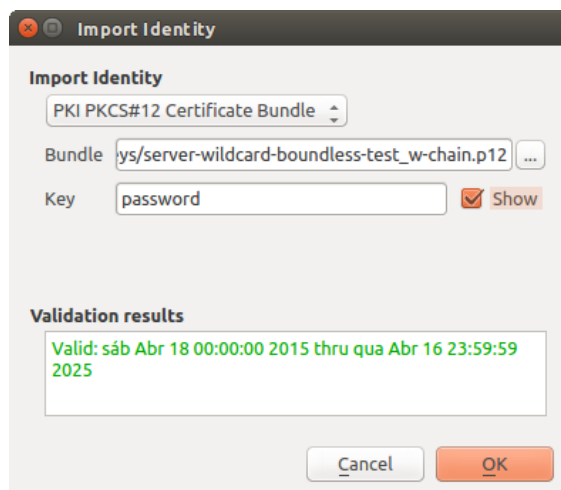 Import Identity
Import Identity
PKI PKCS#12 Certificate Bundle
Bundle ys/server-wildcard-boundless-test_w-chain.p12 ...
Key password Show
Validation results
Valid: sáb Abr 18 00:00:00 2015 thru qua Abr 16 23:59:59
2025
Cancel OK